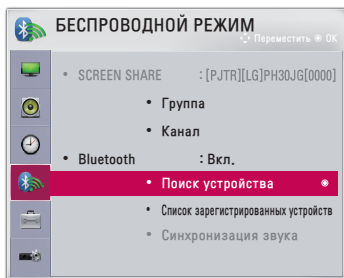 БЕСПРОВОДНОЙ РЕЖИМ
Переместить OK
• SCREEN SHARE : [PJTR][LG]PH30JG[0000]
• Группа
• Канал
• Bluetooth : Вкл.
• Поиск устройства
• Список зарегистрированных устройств
• Синхронизация звука